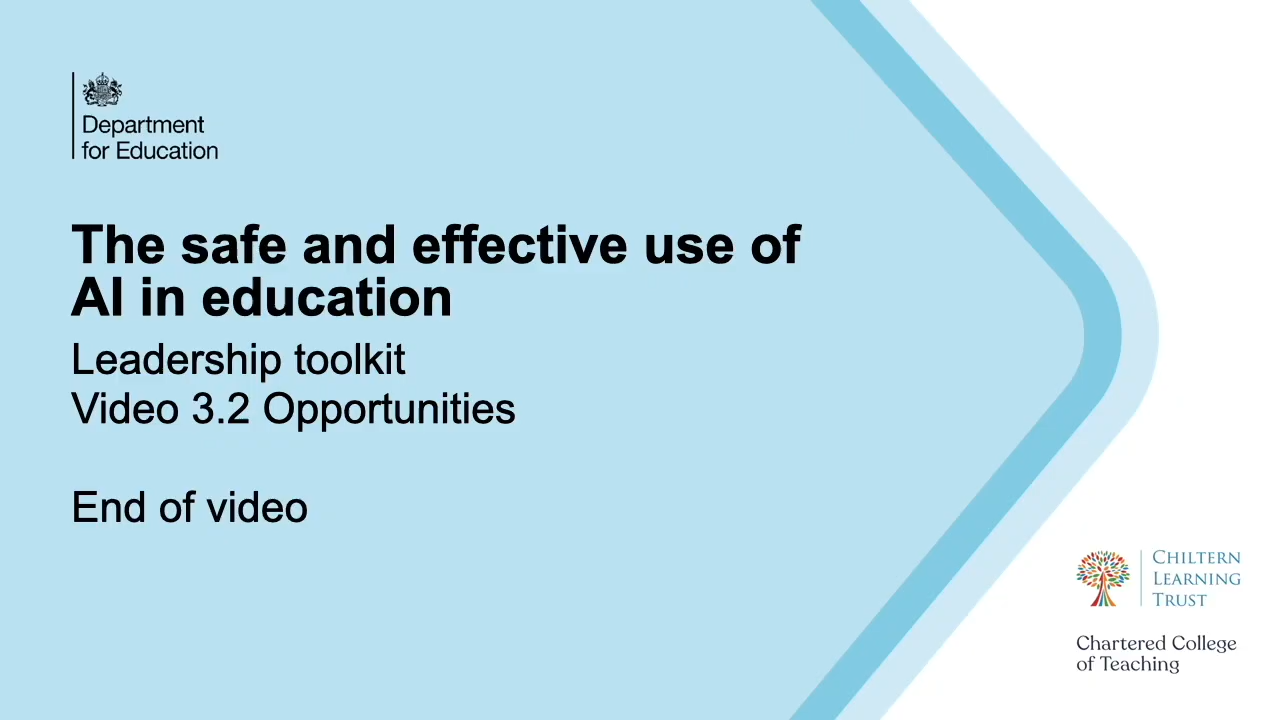 Department
for Education
The safe and effective use of
AI in education
Leadership toolkit
Video 3.2 Opportunities
End of video
CHILTERN
LEARNING
TRUST
Chartered College
of Teaching